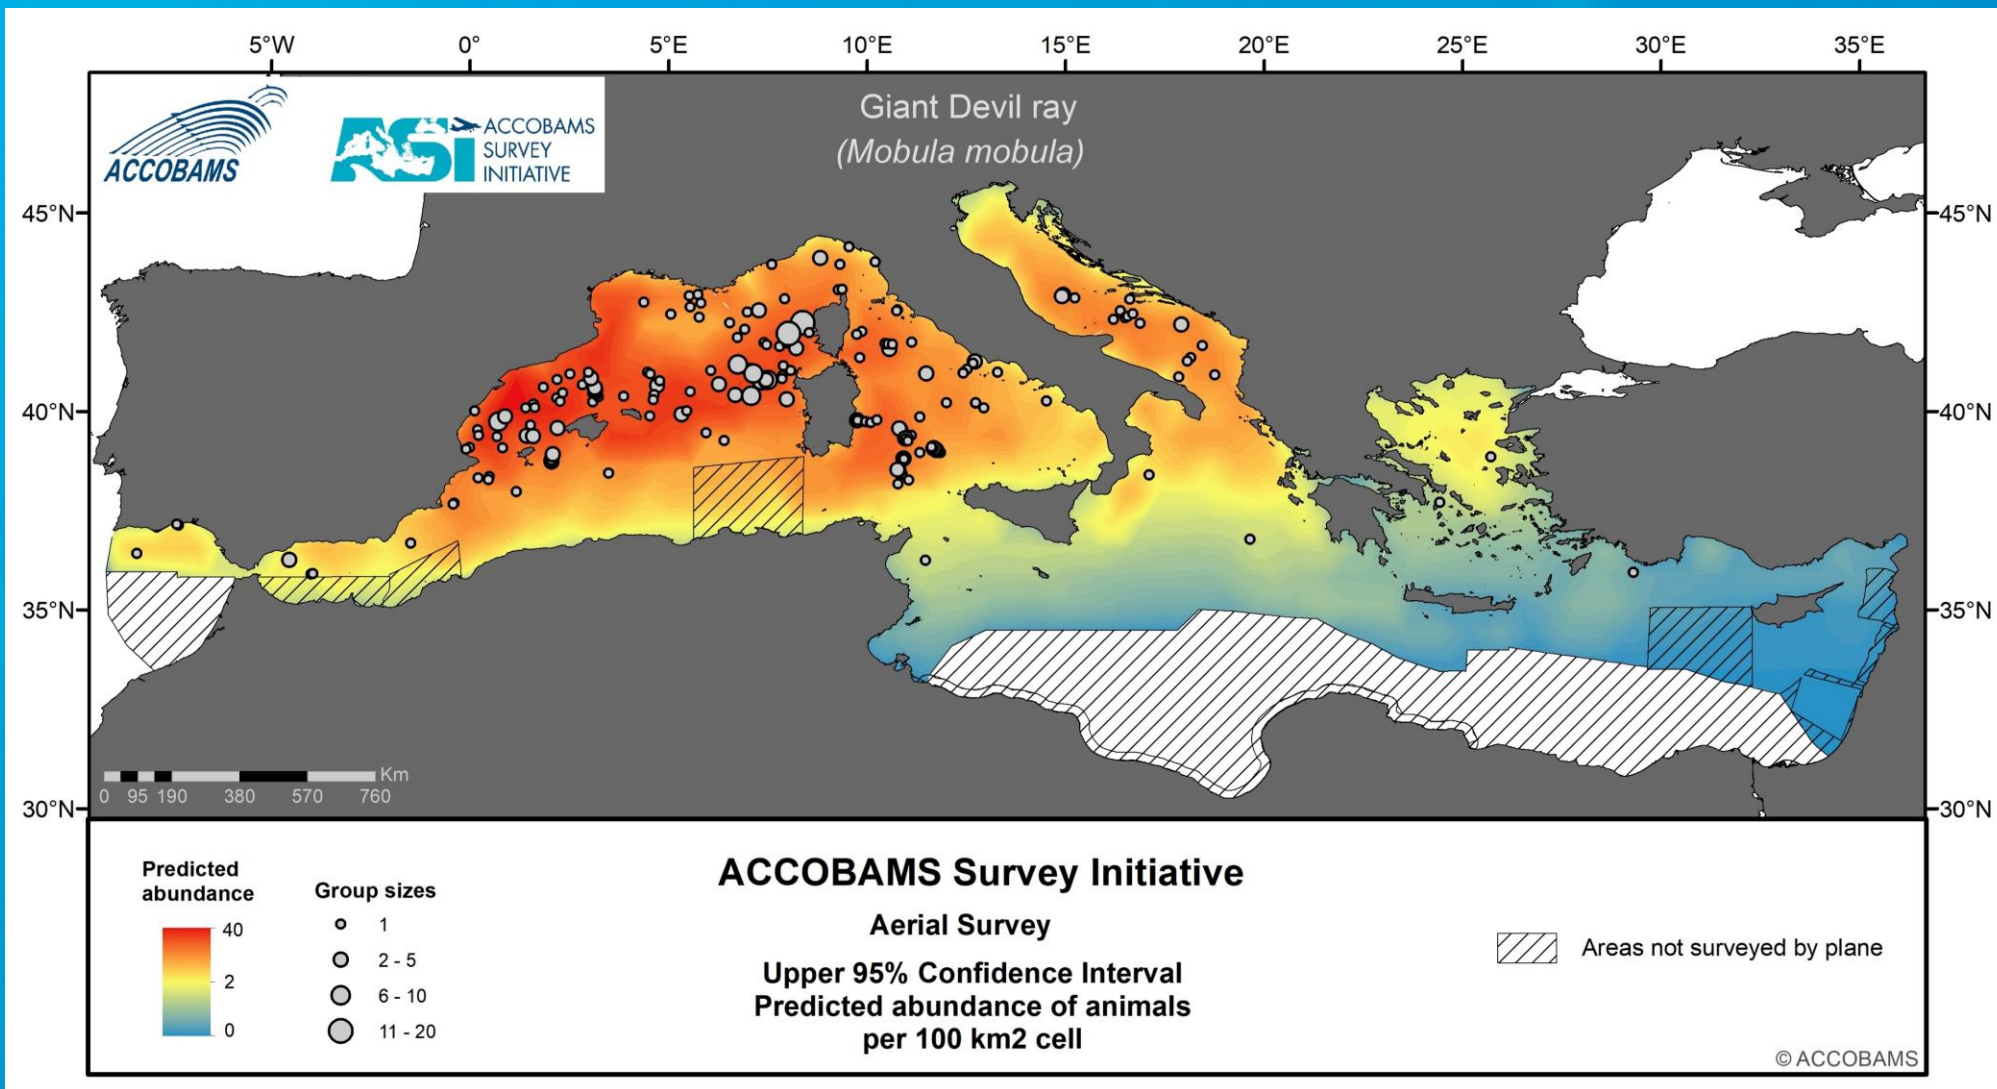 5°W 0° 5°E 10°E 15°E 20°E 25°E 30°E 35°E
ACCOBAMS
ASI
ACCOBAMS
SURVEY
INITIATIVE
Giant Devil ray
(Mobula mobula)
45°N 45°N
40°N 40°N
35°N 35°N
30°N 30°N
Km
0 95 190 380 570 760
Predicted
abundance
40
2
0
Group sizes
1
2 - 5
6 - 10
11 - 20
ACCOBAMS Survey Initiative
Aerial Survey
Upper 95% Confidence Interval
Predicted abundance of animals
per 100 km2 cell
Areas not surveyed by plane
© ACCOBAMS